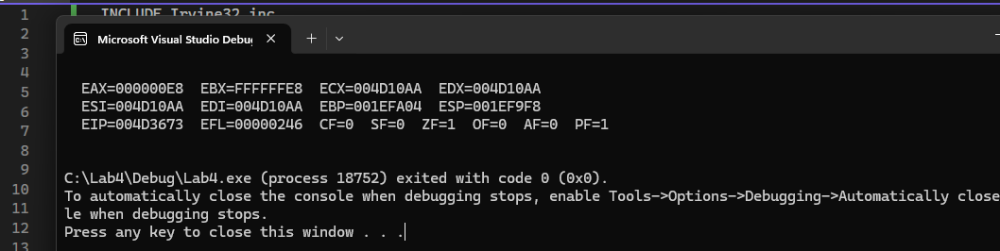 1 INCLUDE Irvine32.inc
2 Microsoft Visual Studio Debu
3
4
5 EAX=000000E8 EBX=FFFFFFE8 ECX=004D10AA EDX=004D10AA
6 ESI=004D10AA EDI=004D10AA EBP=001EFA04 ESP=001EF9F8
7 EIP=004D3673 EFL=00000246 CF=0 SF=0 ZF=1 OF=0 AF=0 PF=1
8
9
10 C:\Lab4\Debug\Lab4.exe (process 18752) exited with code 0 (0x0).
11 To automatically close the console when debugging stops, enable Tools->Options->Debugging->Automatically close
le when debugging stops.
12 Press any key to close this window . . .
13